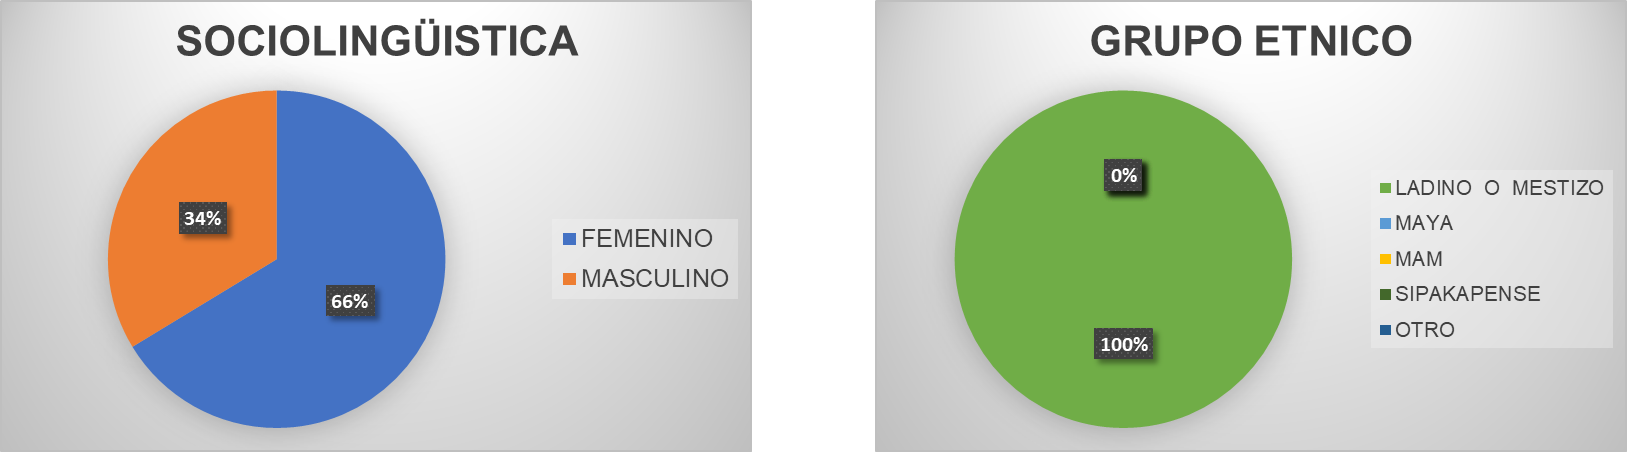 SOCIOLINGÜISTICA
34%
66%
FEMENINO
MASCULINO
GRUPO ETNICO
0%
100%
LADINO O MESTIZO
MAYA
MAM
SIPAKAPENSE
OTRO